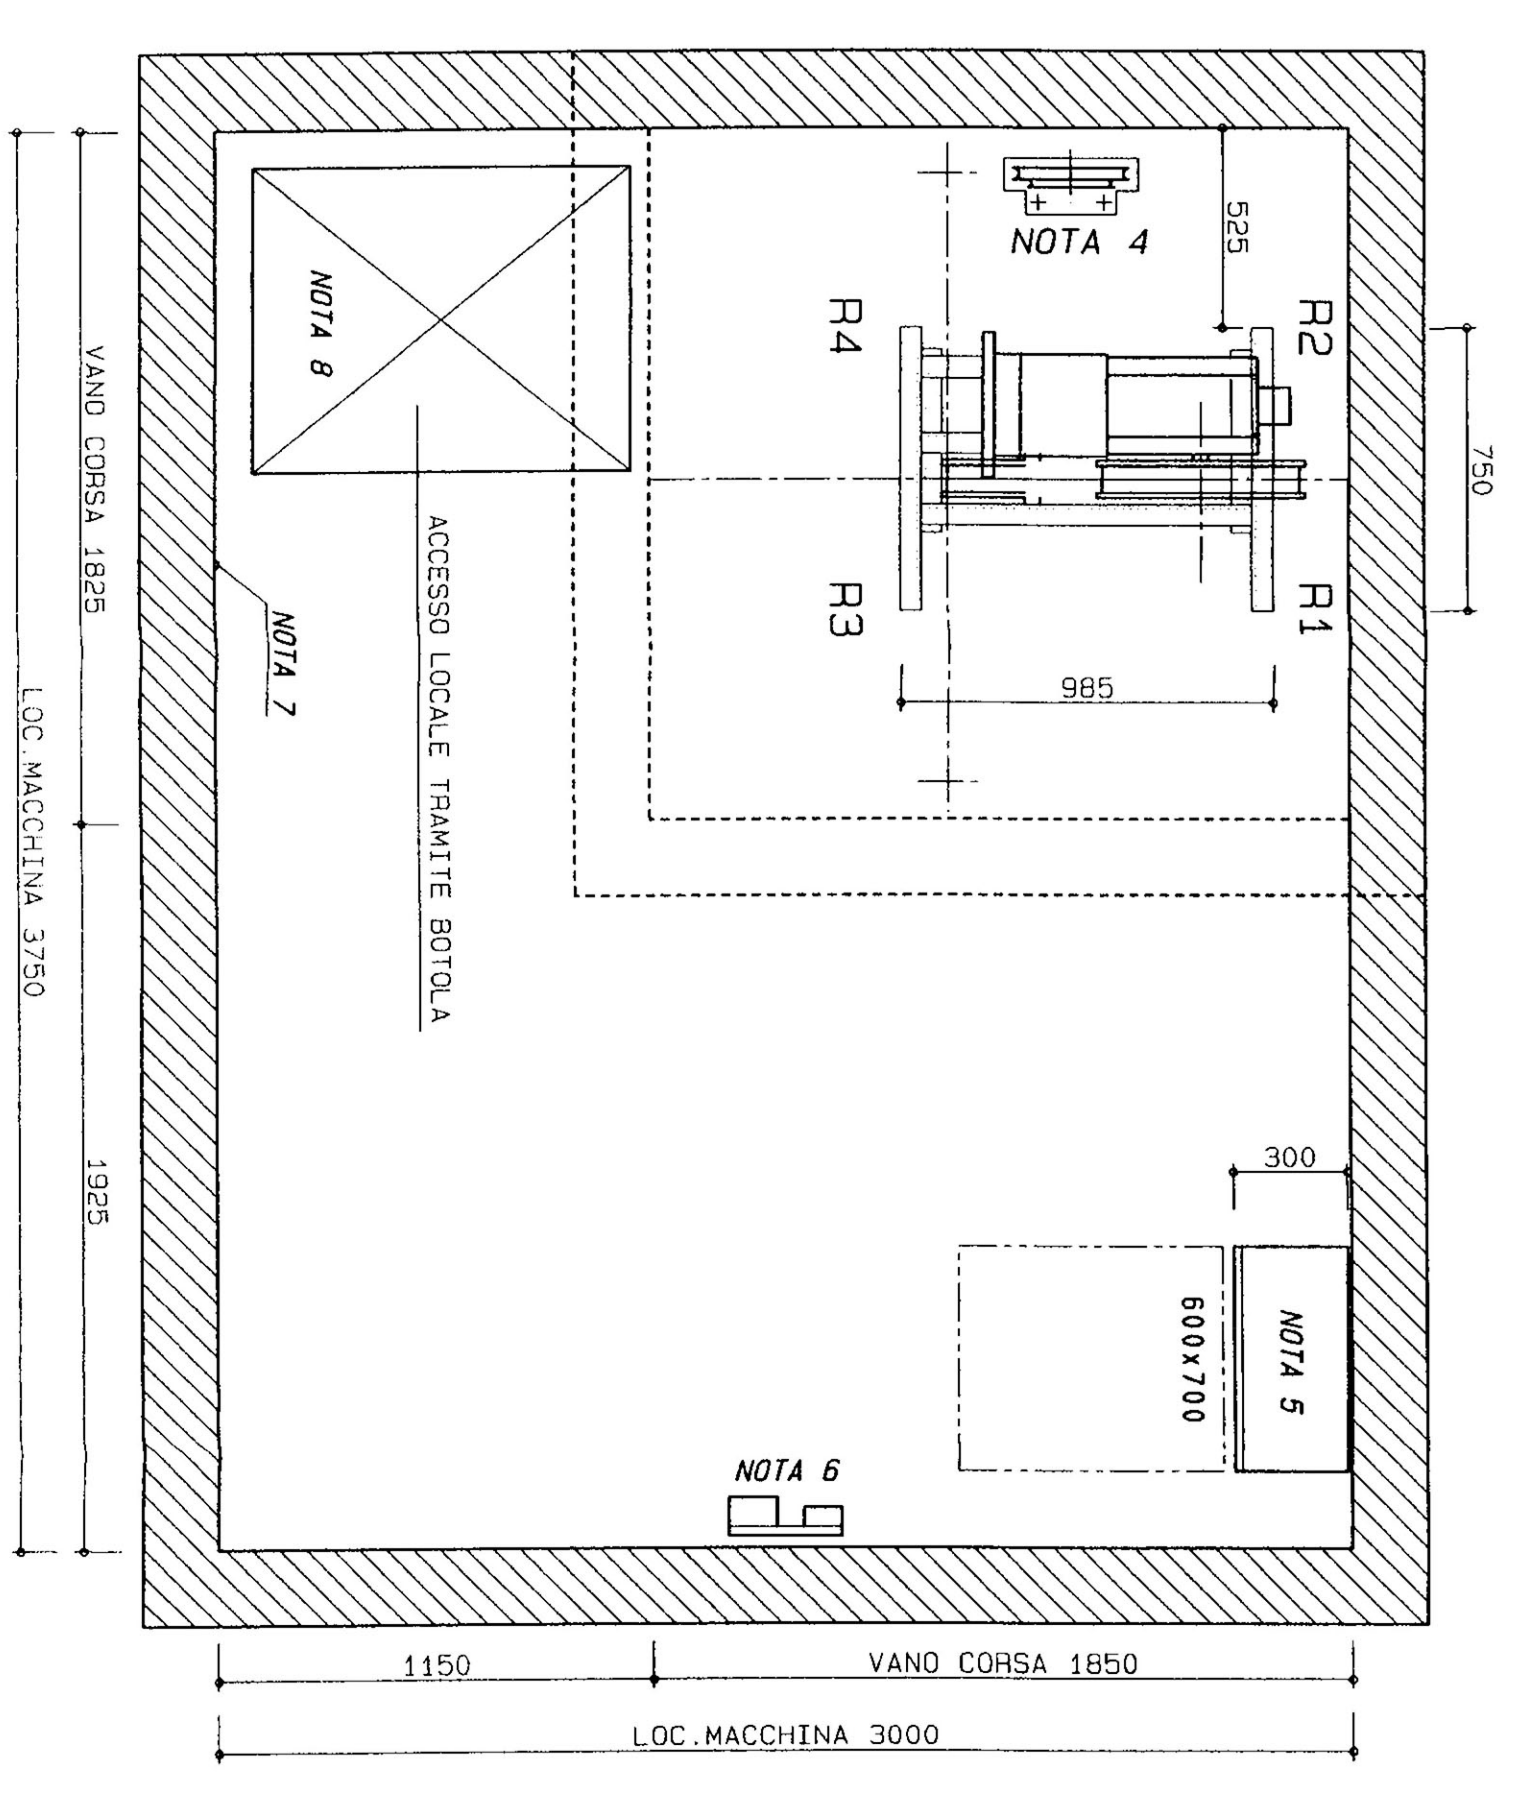 NOTA 4
525
R4
R2
NOTA 8
VANO CORSA 1825
750
R3
R1
NOTA 7
ACCESSO LOCALE TRAMITE BOTOLA
985
LOC.MACCHINA 3750
1925
300
600x700
NOTA 5
NOTA 6
1150
VANO CORSA 1850
LOC.MACCHINA 3000